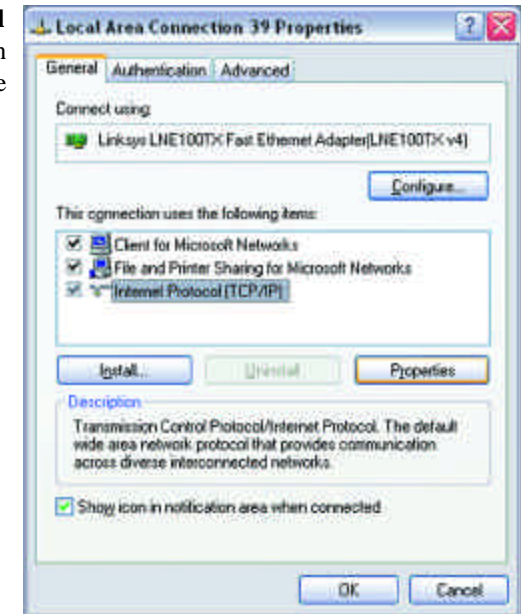 l
n
e
Local Area Connection 39 Properties
General Authentication Advanced
Connect using:
Linksys LNE100TX Fast Ethernet Adapter(LNE100TX v4)
Configure...
This connection uses the following items:
Client for Microsoft Networks
File and Printer Sharing for Microsoft Networks
Internet Protocol (TCP/IP)
Install... Uninstall Properties
Description
Transmission Control Protocol/Internet Protocol. The default
wide area network protocol that provides communication
across diverse interconnected networks.
Show icon in notification area when connected
OK Cancel